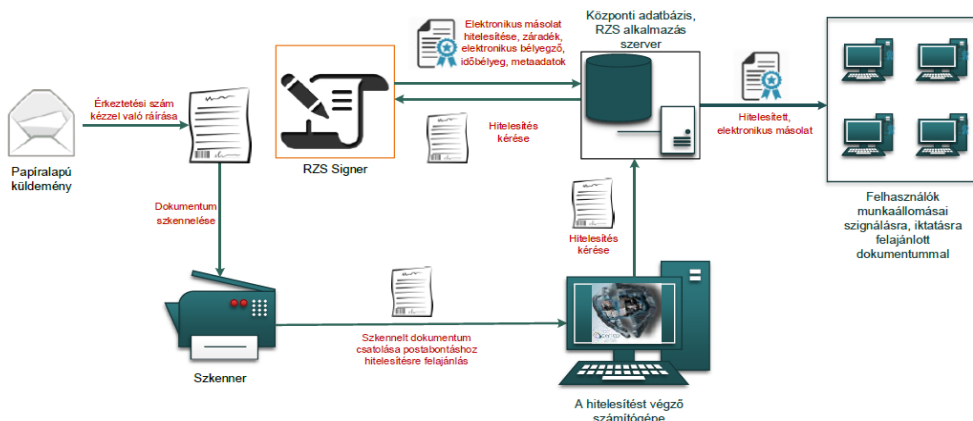 Papíralapú
küldemény
Érkeztetési szám
kézzel való ráírása
Dokumentum
szkennelése
Szkenner
Szkennelt dokumentum
csatolása postabontáshoz
hitelesítésre felajánlás
A hitelesítést végző
számítógépe
Hitelesítés
kérése
Központi adatbázis,
RZS alkalmazás
szerver
Hitelesítés
kérése
RZS Signer
Elektronikus másolat
hitelesítése, záradék,
elektronikus bélyegző,
időbélyeg, metaadatok
Hitelesített,
elektronikus másolat
Felhasználók
munkaállomásai
szignálásra, iktatásra
felajánlott
dokumentummal